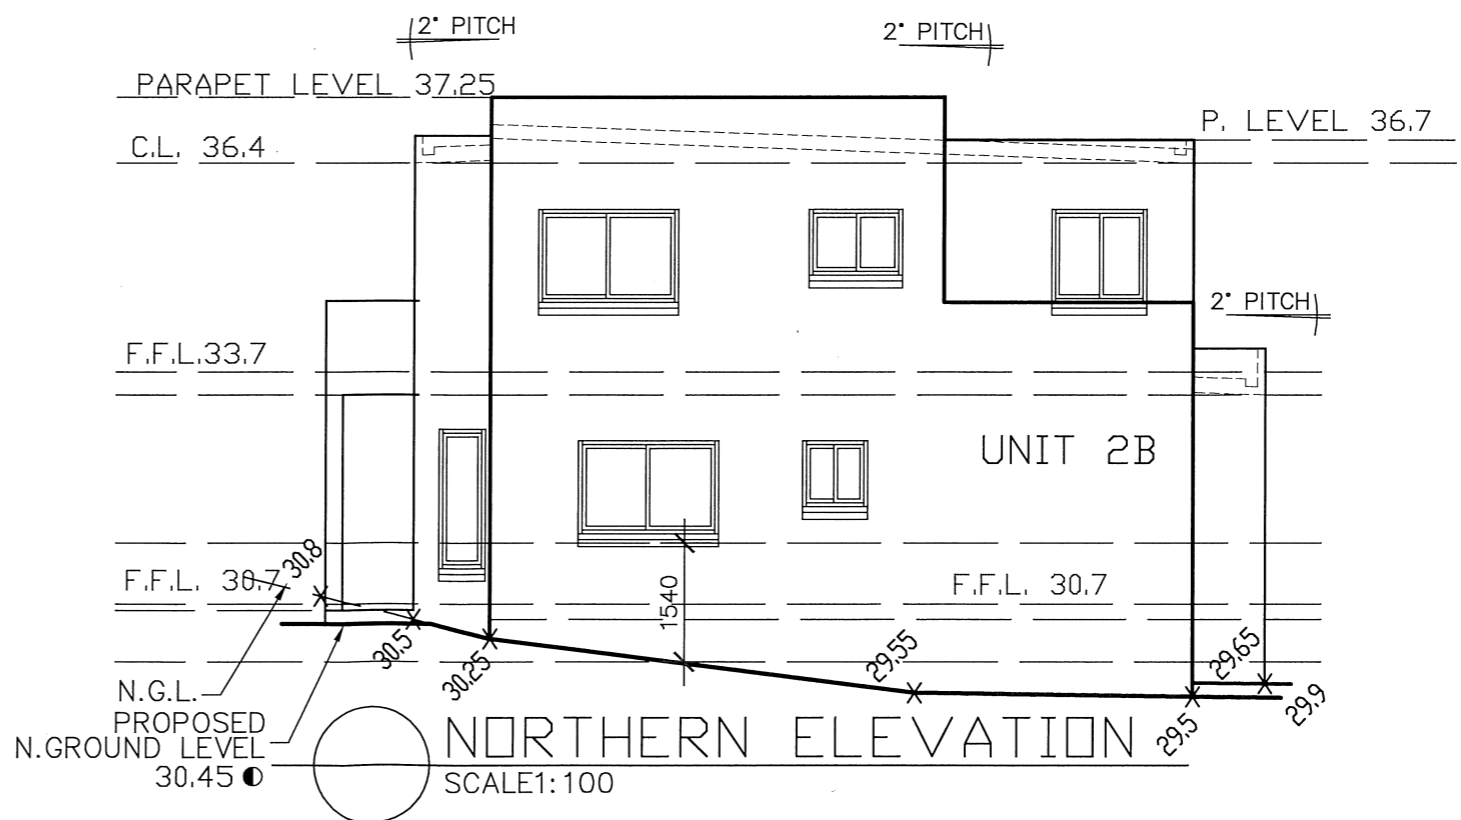 2° PITCH
2° PITCH
PARAPET LEVEL 37.25
P. LEVEL 36.7
C.L. 36.4
2° PITCH
F.F.L.33.7
UNIT 2B
30.8
F.F.L. 30.7
F.F.L. 30.7
1540
30.5
30.25
29.55
29.65
29.5
29.9
N.G.L.
PROPOSED
N.GROUND LEVEL
30.45
NORTHERN ELEVATION
SCALE1:100